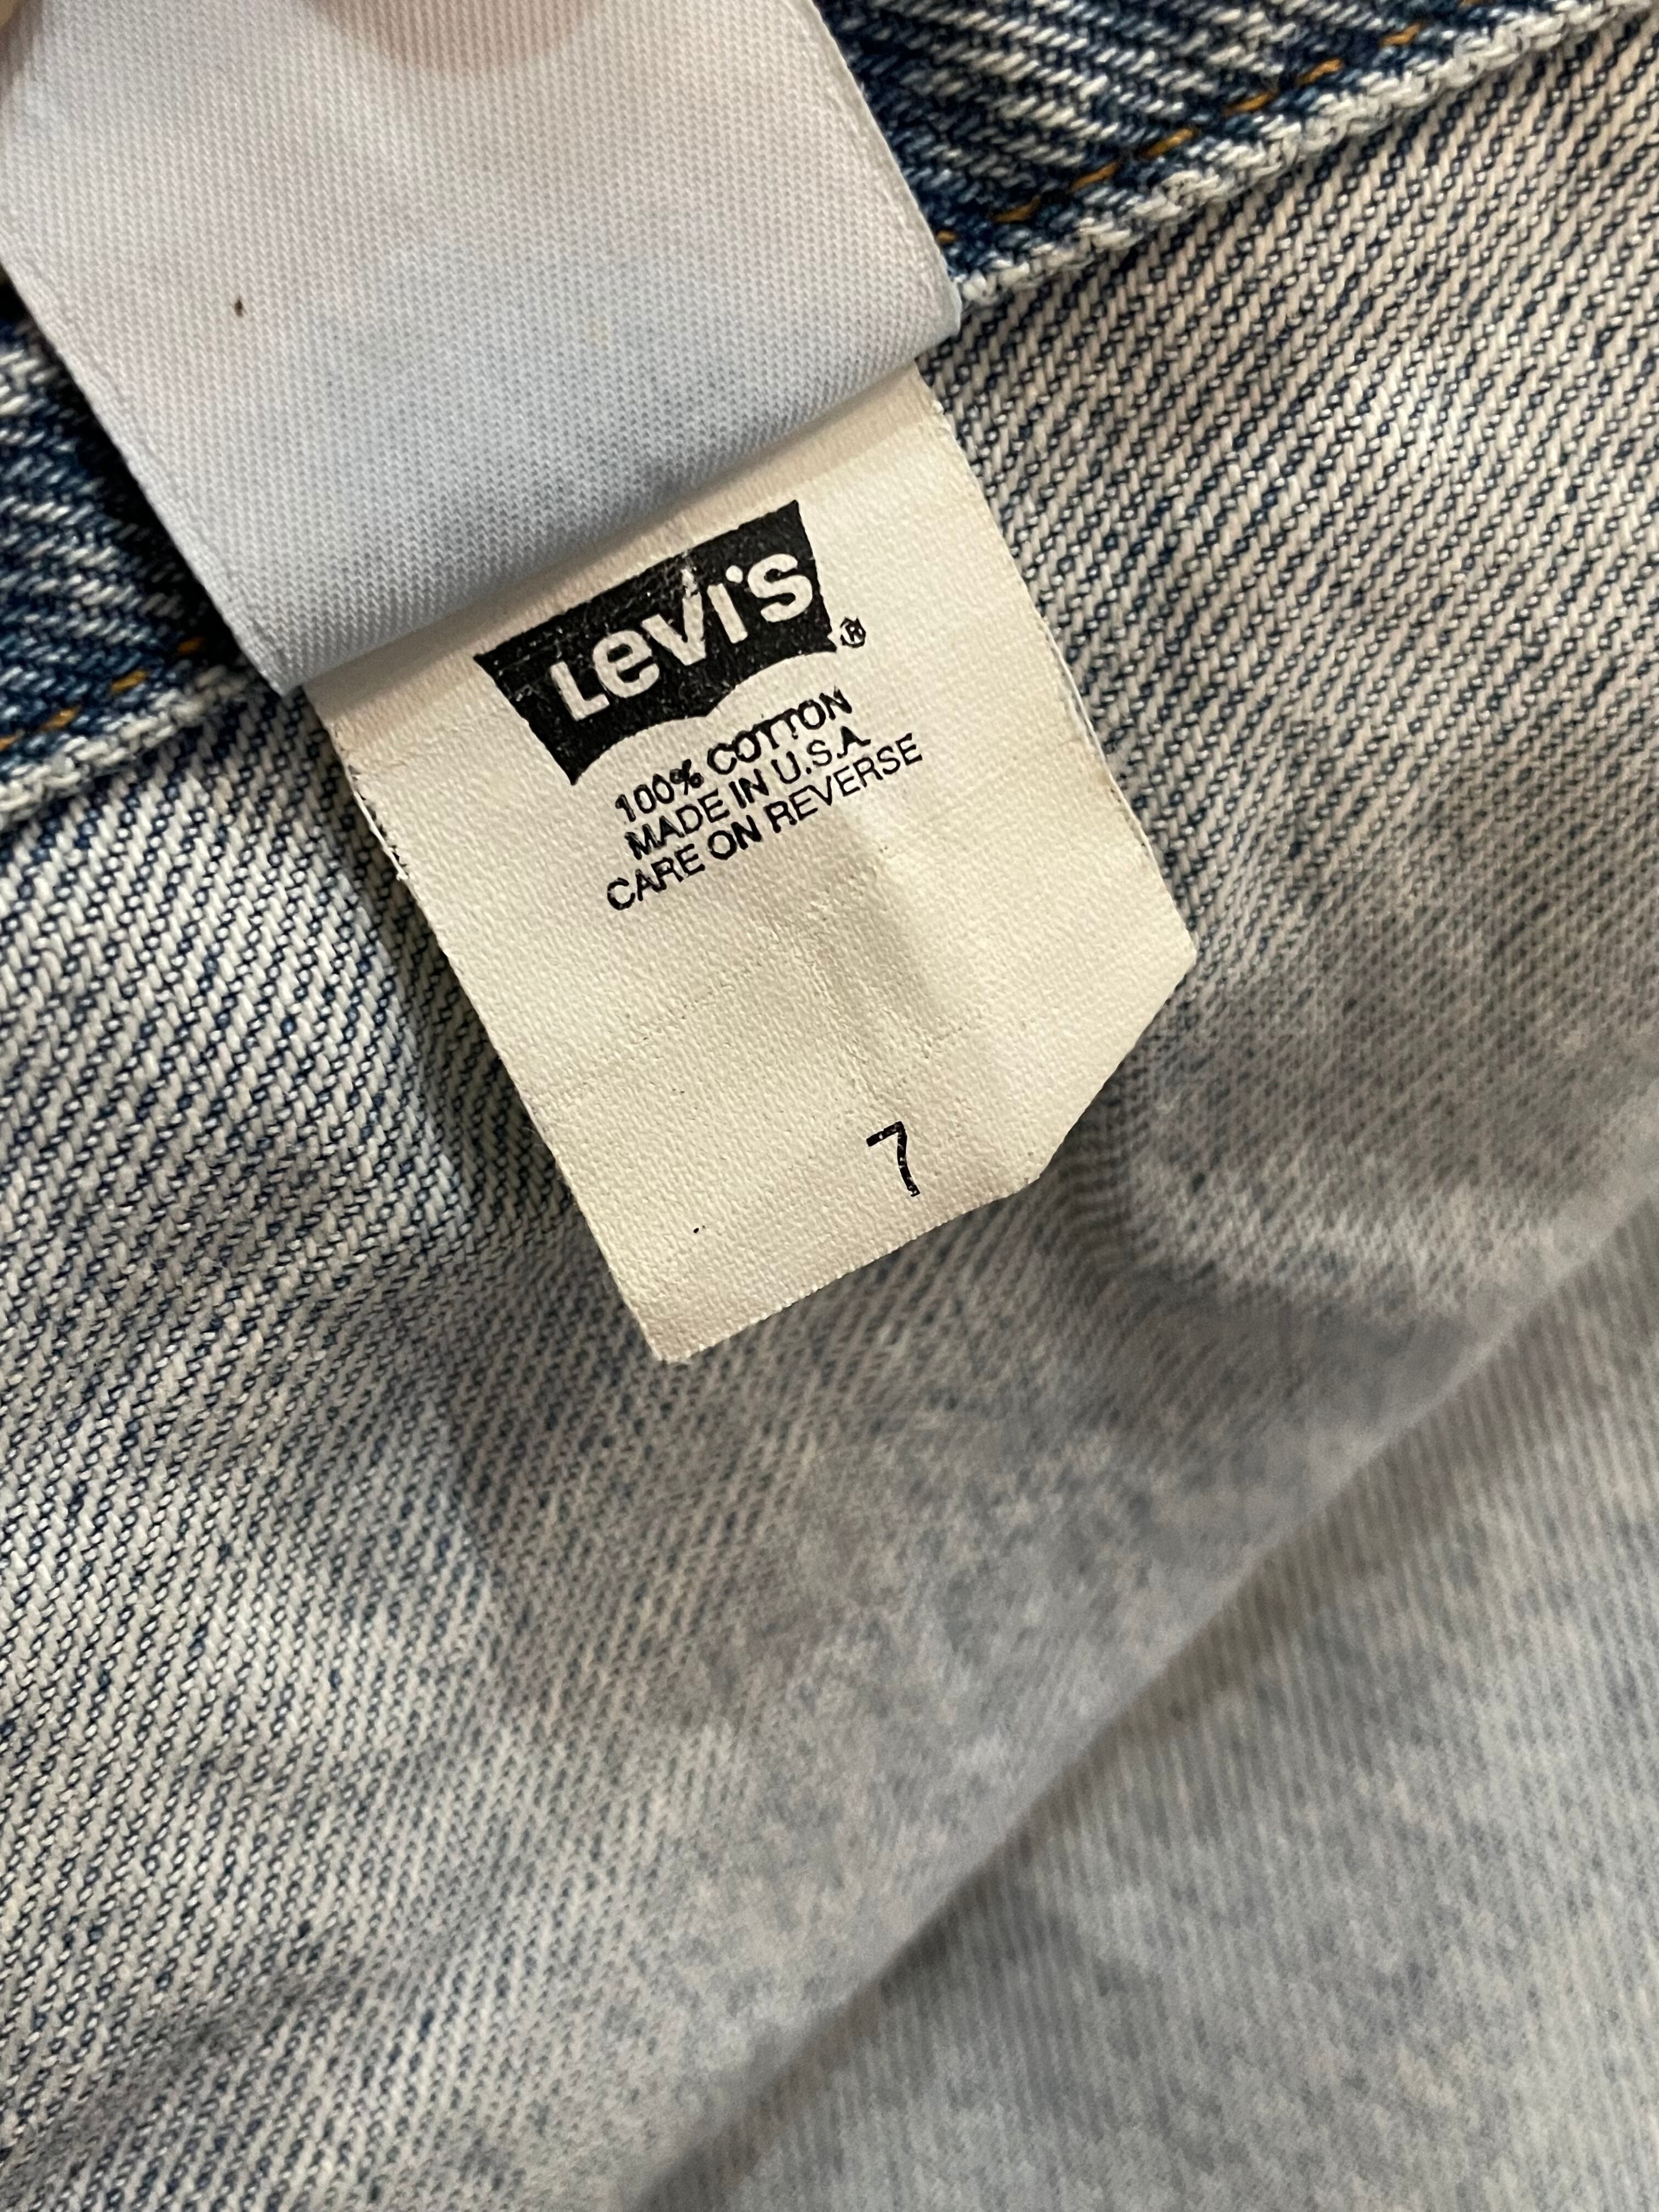 Levi's®
100% COTTON
MADE IN U.S.A.
CARE ON REVERSE
7